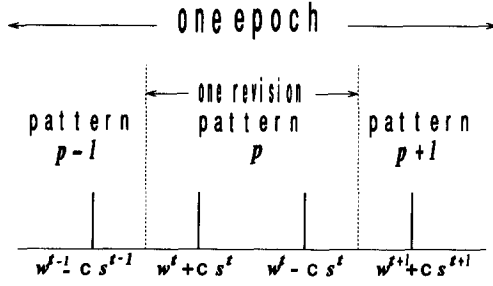 one epoch
one revision
pattern pattern pattern
p-1 p p+1
w^{t-1} - c s^{t-1} w^t + c s^t w^t - c s^t w^{t+1} + c s^{t+1}